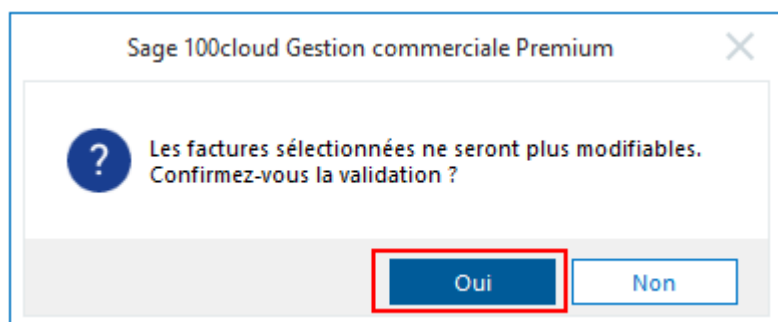 Sage 100cloud Gestion commerciale Premium
?
Les factures sélectionnées ne seront plus modifiables.
Confirmez-vous la validation ?
Oui
Non